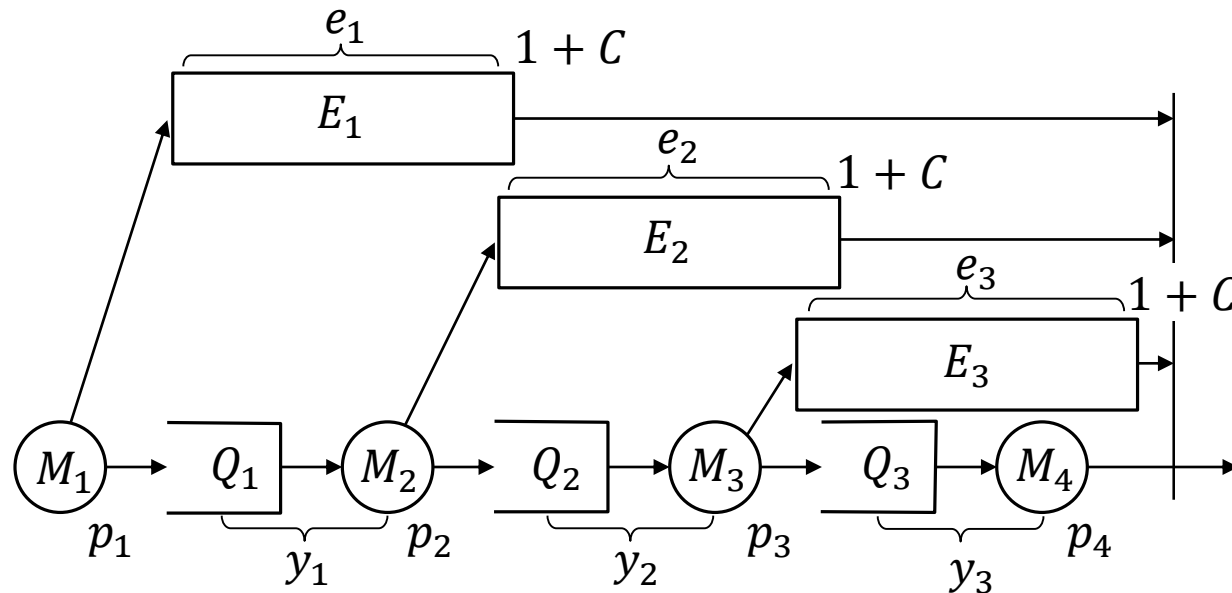 e₁
1 + C
E₁
e₂
1 + C
E₂
e₃
1 + C
E₃
M₁
Q₁
M₂
Q₂
M₃
Q₃
M₄
p₁
y₁
p₂
y₂
p₃
y₃
p₄